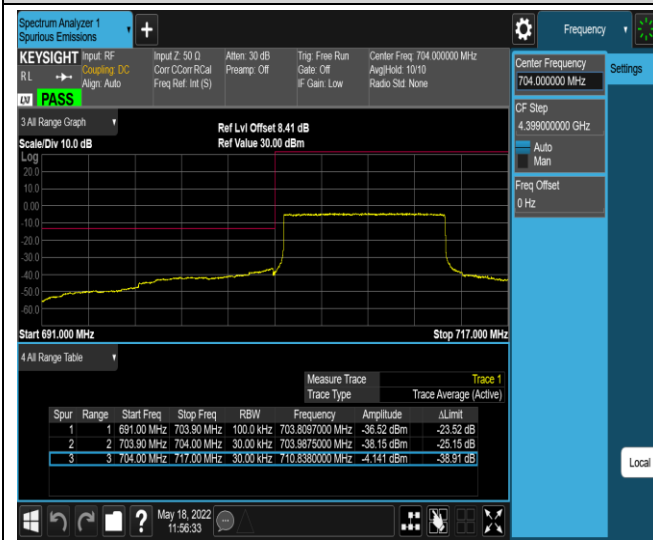 Spectrum Analyzer 1
Spurious Emissions
+
Frequency
KEYSIGHT Input: RF
RL Coupling: DC
Align: Auto
Input Z: 50 Ω
Corr CCorr RCal
Freq Ref: Int (S)
Atten: 30 dB
Preamp: Off
Trig: Free Run
Gate: Off
IF Gain: Low
Center Freq: 704.000000 MHz
Avg|Hold: 10/10
Radio Std: None
LXI PASS
Center Frequency
704.000000 MHz
Settings
CF Step
4.399000000 GHz
Auto
Man
Freq Offset
0 Hz
3 All Range Graph
Scale/Div 10.0 dB
Ref Lvl Offset 8.41 dB
Ref Value 30.00 dBm
Log
20.0
10.0
0.00
-10.0
-20.0
-30.0
-40.0
-50.0
-60.0
Start 691.000 MHz
Stop 717.000 MHz
4 All Range Table
Measure Trace Trace 1
Trace Type Trace Average (Active)
Spur Range Start Freq Stop Freq RBW Frequency Amplitude ΔLimit
1 1 691.00 MHz 703.90 MHz 100.0 kHz 703.8097000 MHz -36.52 dBm -23.52 dB
2 2 703.90 MHz 704.00 MHz 30.00 kHz 703.9875000 MHz -38.15 dBm -25.15 dB
3 3 704.00 MHz 717.00 MHz 30.00 kHz 710.8380000 MHz -4.141 dBm -38.91 dB
Local
?
May 18, 2022
11:56:33